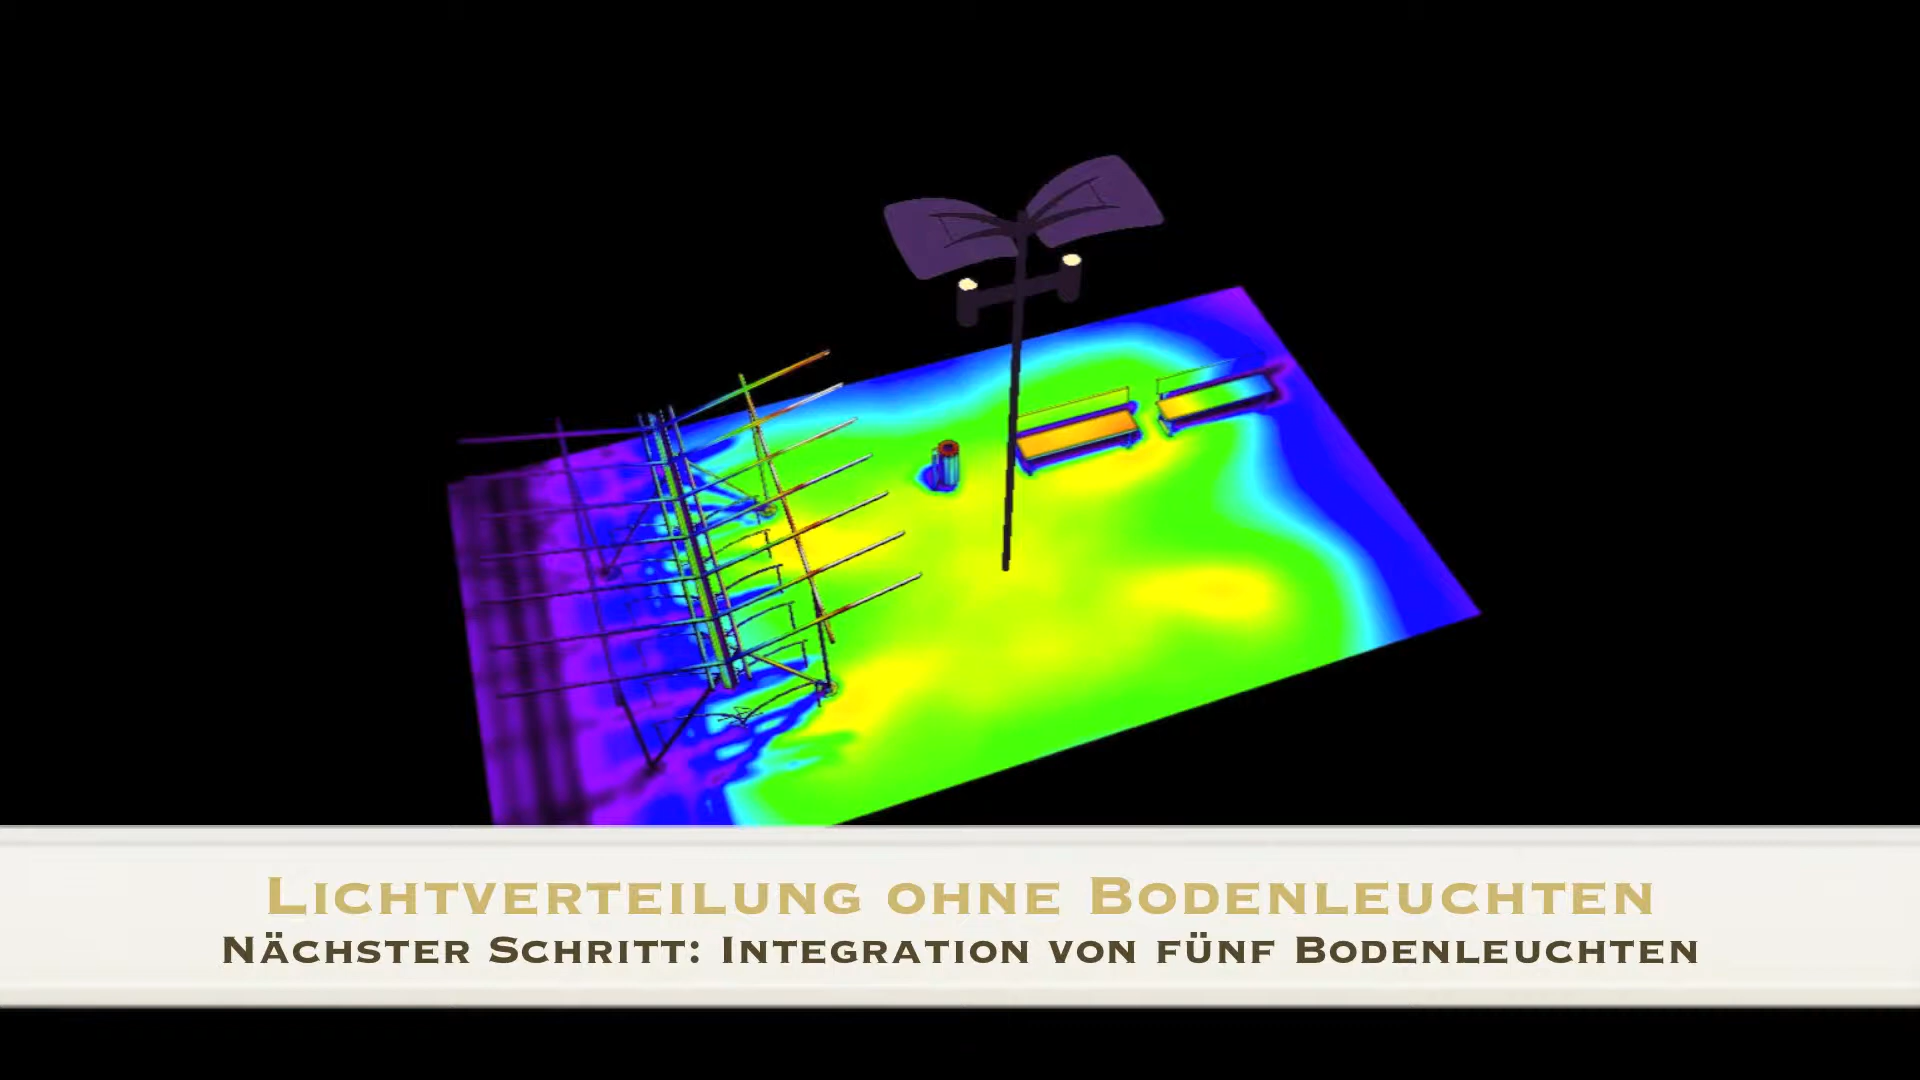 Lichtverteilung ohne Bodenleuchten
Nächster Schritt: Integration von fünf Bodenleuchten